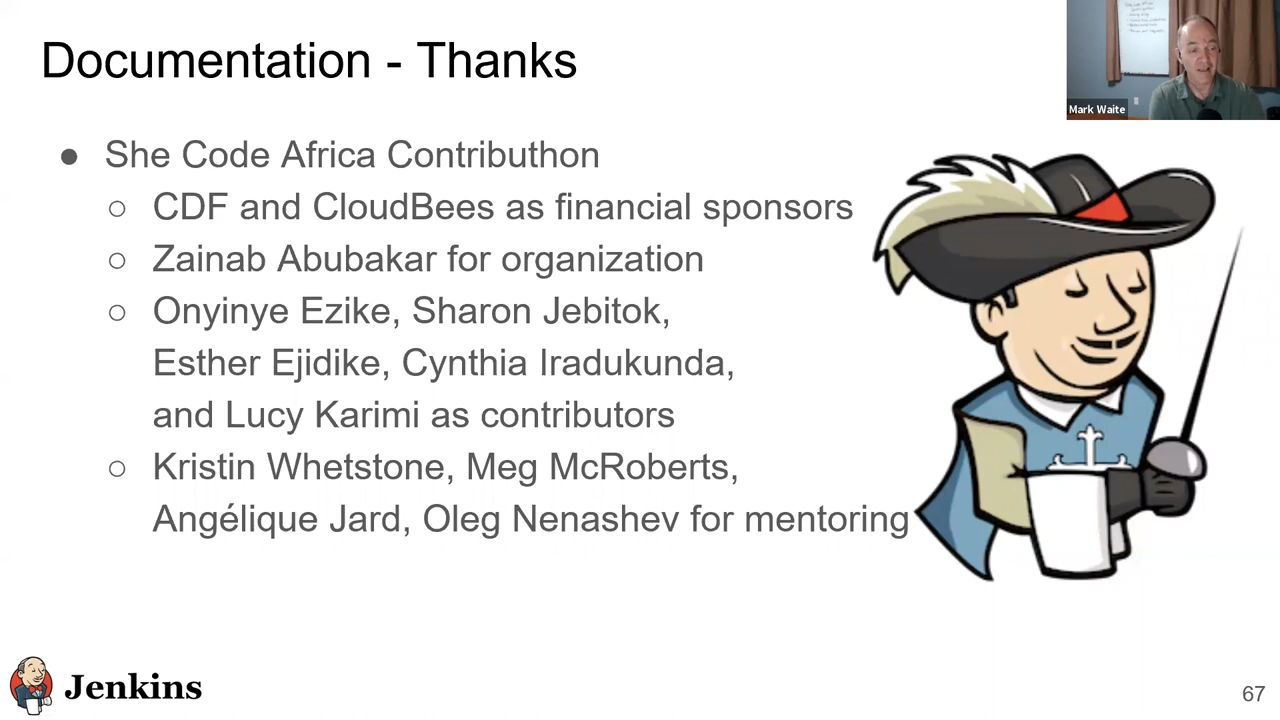 Documentation - Thanks
Mark Waite
● She Code Africa Contributhon
○ CDF and CloudBees as financial sponsors
○ Zainab Abubakar for organization
○ Onyinye Ezike, Sharon Jebitok,
Esther Ejidike, Cynthia Iradukunda,
and Lucy Karimi as contributors
○ Kristin Whetstone, Meg McRoberts,
Angélique Jard, Oleg Nenashev for mentoring
Jenkins
67